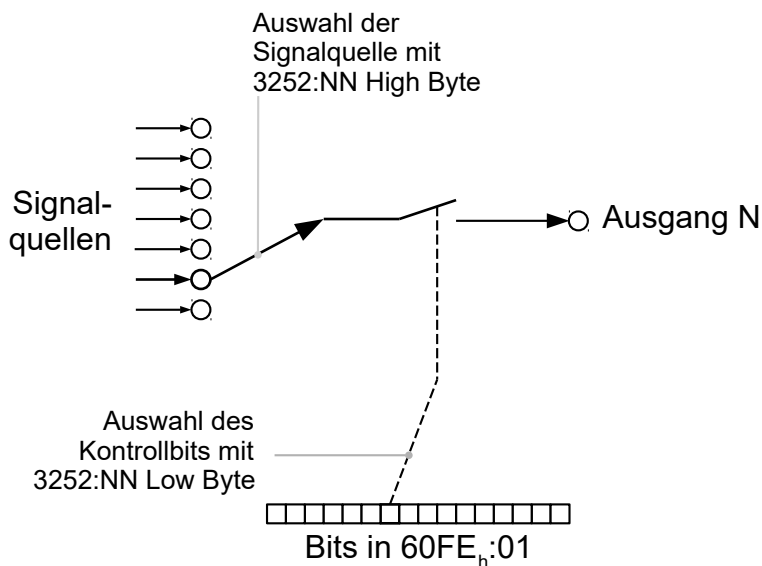 Auswahl der
Signalquelle mit
3252:NN High Byte
Signal-
quellen
Ausgang N
Auswahl des
Kontrollbits mit
3252:NN Low Byte
Bits in 60FEh:01